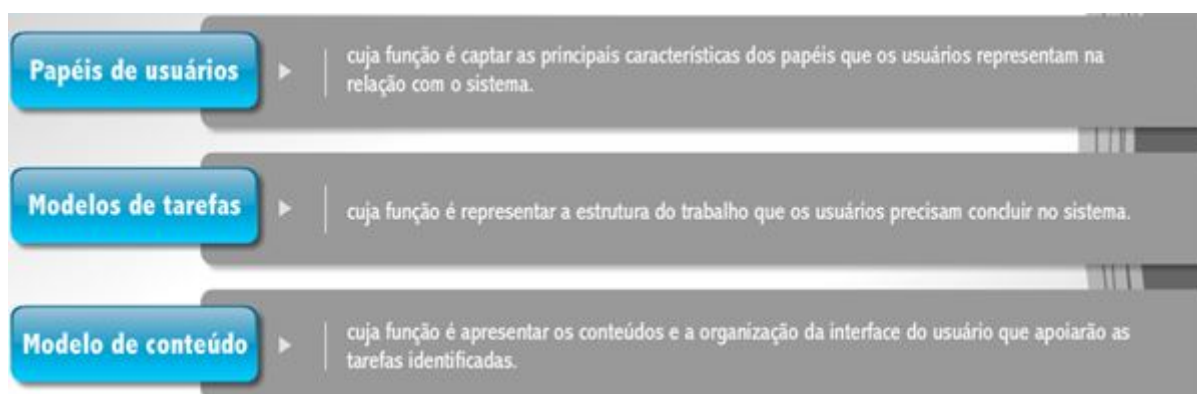 Papéis de usuários
cuja função é captar as principais características dos papéis que os usuários representam na
relação com o sistema.
Modelos de tarefas
cuja função é representar a estrutura do trabalho que os usuários precisam concluir no sistema.
Modelo de conteúdo
cuja função é apresentar os conteúdos e a organização da interface do usuário que apoiarão as
tarefas identificadas.